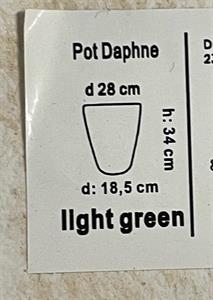 Pot Daphne
d 28 cm
h: 34 cm
d: 18,5 cm
light green
D